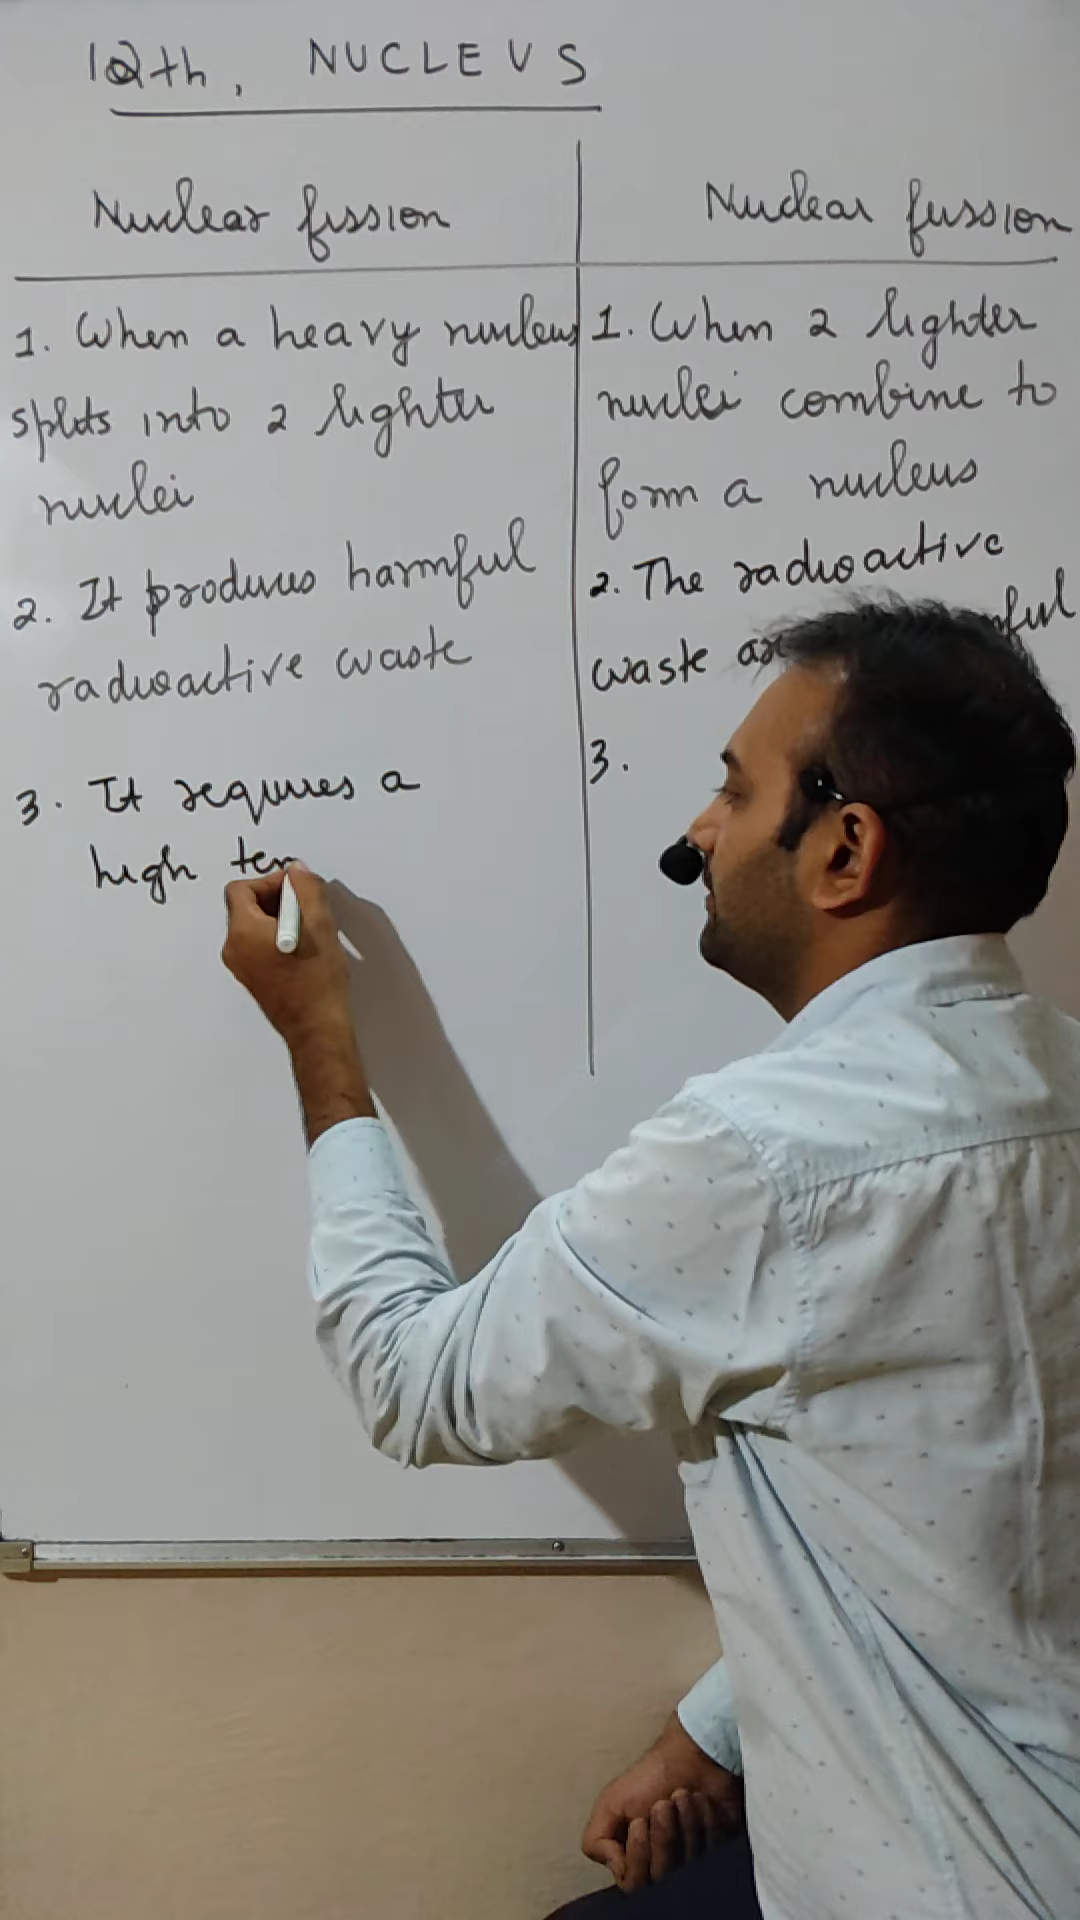 12th, NUCLEUS
Nuclear fission
1. When a heavy nucleus
splits into 2 lighter
nuclei
2. It produces harmful
radioactive waste
3. It requires a
high tem
Nuclear fussion
1. When 2 lighter
nuclei combine to
form a nucleus
2. The radioactive
waste
3.